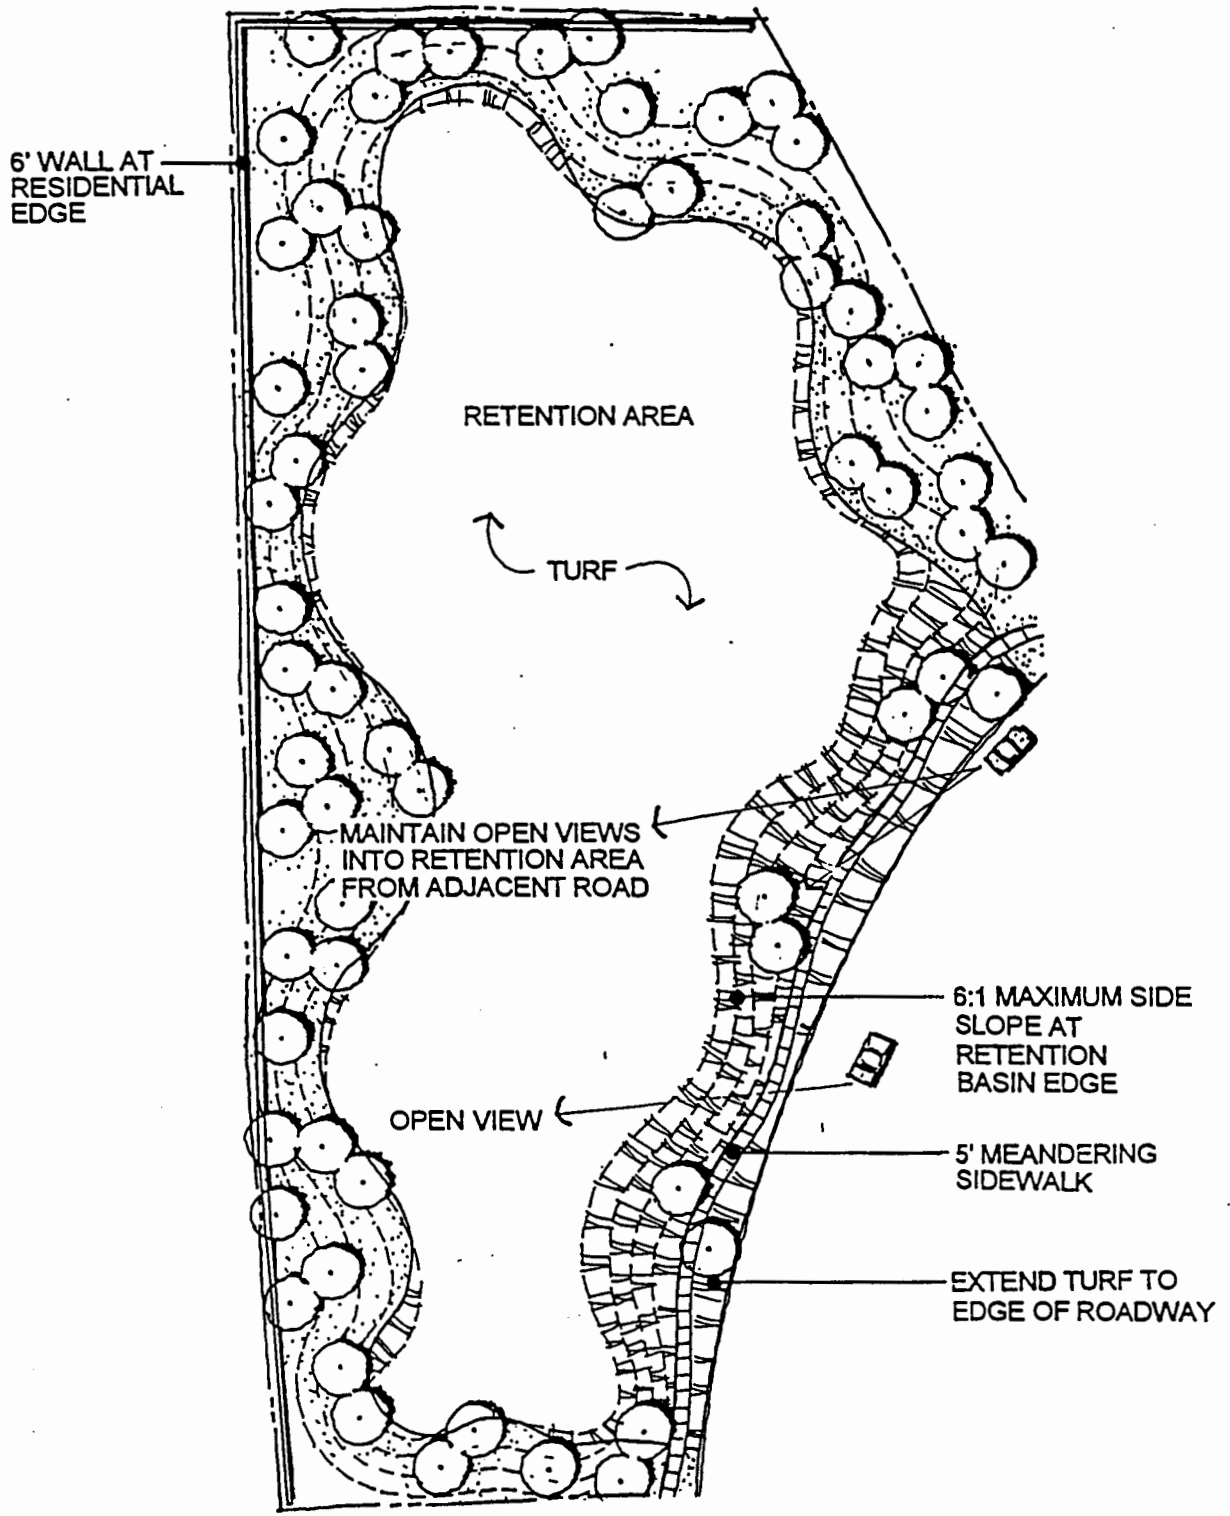 6' WALL AT
RESIDENTIAL
EDGE
RETENTION AREA
TURF
MAINTAIN OPEN VIEWS
INTO RETENTION AREA
FROM ADJACENT ROAD
6:1 MAXIMUM SIDE
SLOPE AT
RETENTION
BASIN EDGE
OPEN VIEW
5' MEANDERING
SIDEWALK
EXTEND TURF TO
EDGE OF ROADWAY